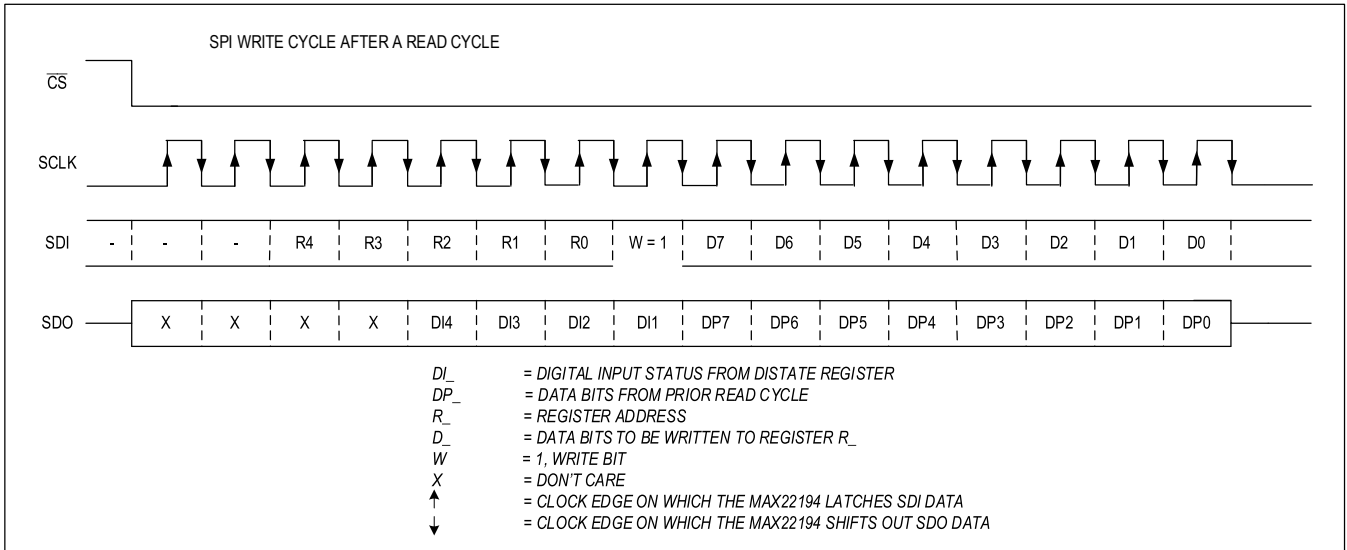 SPI WRITE CYCLE AFTER A READ CYCLE
CS
SCLK
SDI - - - R4 R3 R2 R1 R0 W = 1 D7 D6 D5 D4 D3 D2 D1 D0
SDO X X X X DI4 DI3 DI2 DI1 DP7 DP6 DP5 DP4 DP3 DP2 DP1 DP0
DI_ = DIGITAL INPUT STATUS FROM DISTATE REGISTER
DP_ = DATA BITS FROM PRIOR READ CYCLE
R_ = REGISTER ADDRESS
D_ = DATA BITS TO BE WRITTEN TO REGISTER R_
W = 1, WRITE BIT
X = DON'T CARE
↑ = CLOCK EDGE ON WHICH THE MAX22194 LATCHES SDI DATA
↓ = CLOCK EDGE ON WHICH THE MAX22194 SHIFTS OUT SDO DATA